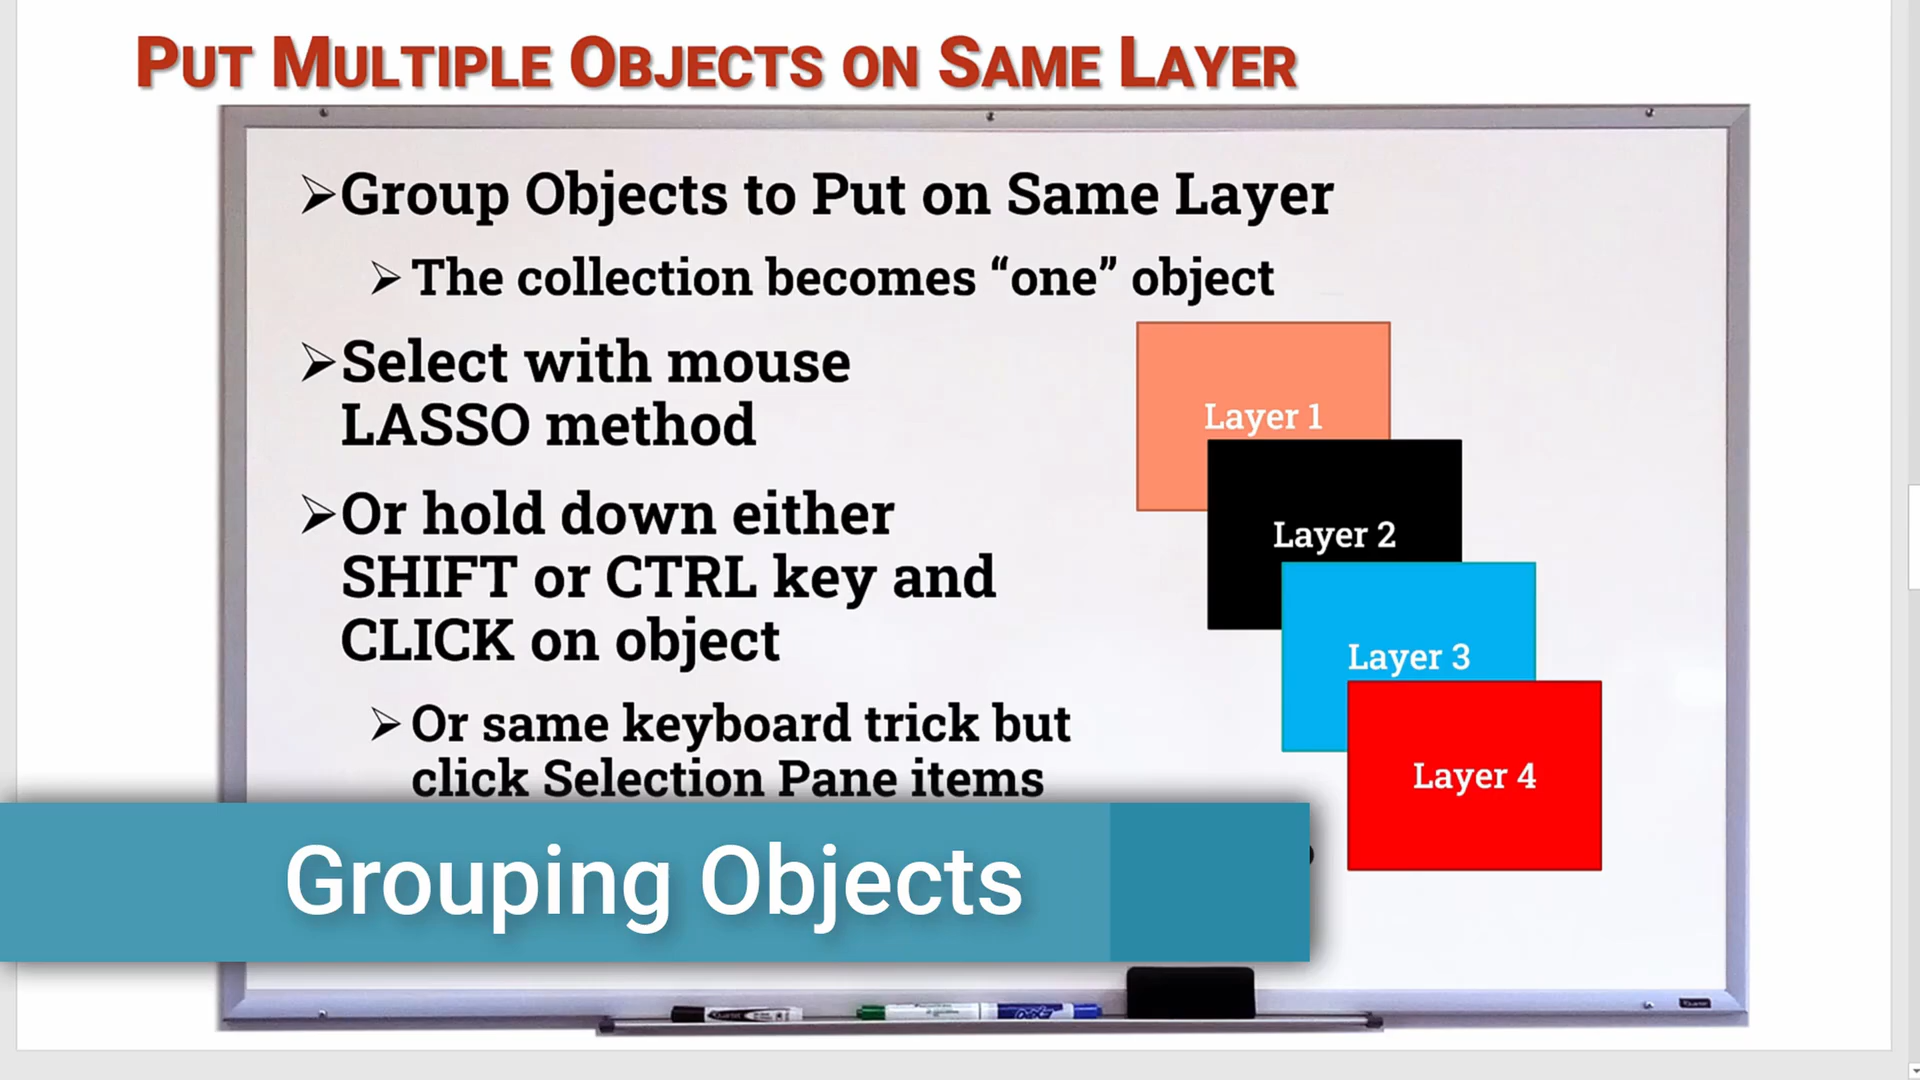 PUT MULTIPLE OBJECTS ON SAME LAYER
Group Objects to Put on Same Layer
The collection becomes “one” object
Select with mouse
LASSO method
Or hold down either
SHIFT or CTRL key and
CLICK on object
Or same keyboard trick but
click Selection Pane items
Layer 1
Layer 2
Layer 3
Layer 4
Grouping Objects